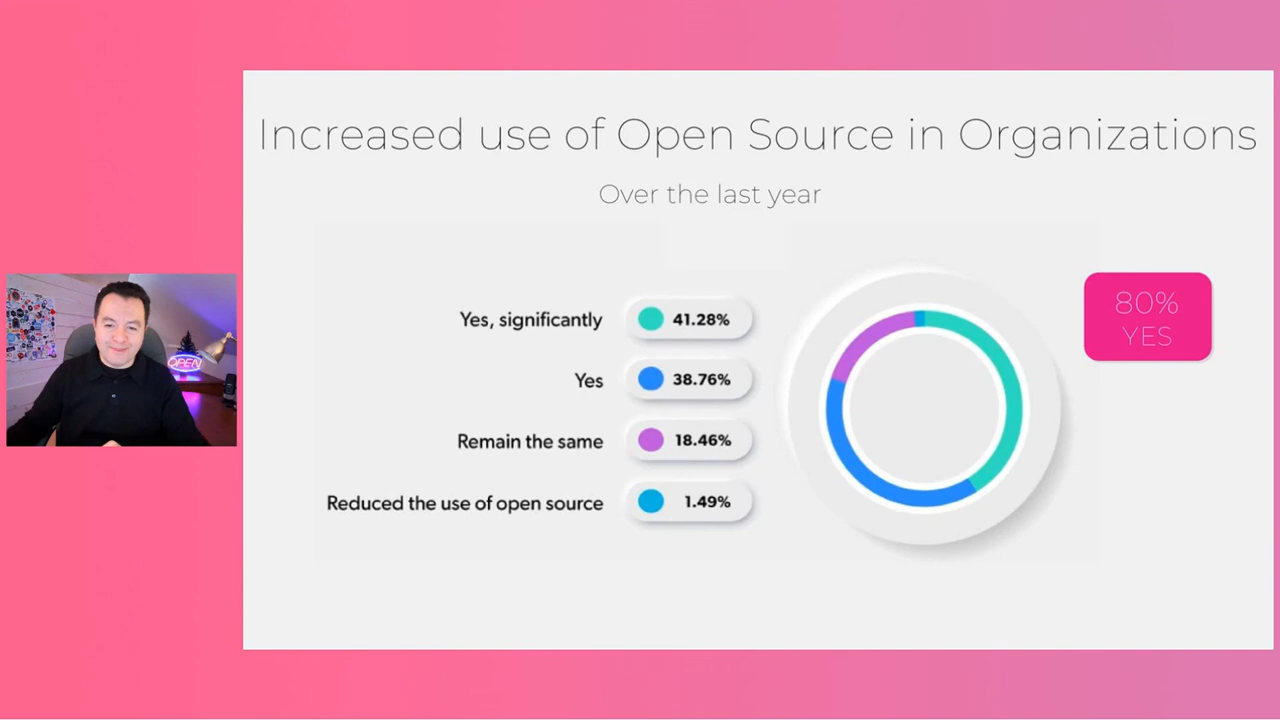 Increased use of Open Source in Organizations
Over the last year
Yes, significantly 41.28%
Yes 38.76%
Remain the same 18.46%
Reduced the use of open source 1.49%
80%
YES
OPEN